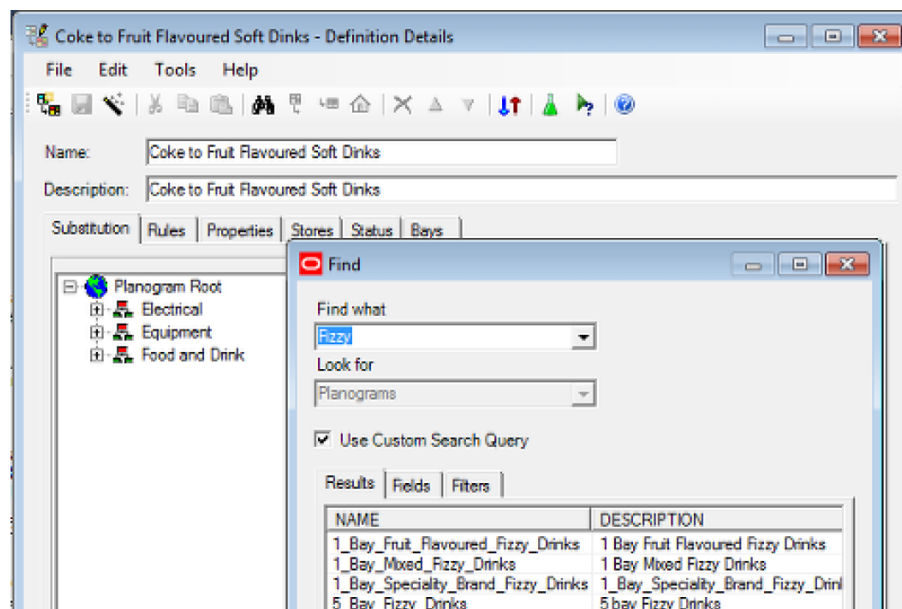 Coke to Fruit Flavoured Soft Dinks - Definition Details
File Edit Tools Help
Name: Coke to Fruit Flavoured Soft Dinks
Description: Coke to Fruit Flavoured Soft Dinks
Substitution Rules Properties Stores Status Bays
Find
Planogram Root
Electrical
Equipment
Food and Drink
Find what
Fizzy
Look for
Planograms
Use Custom Search Query
Results Fields Filters
NAME DESCRIPTION
1_Bay_Fruit_Flavoured_Fizzy_Drinks 1 Bay Fruit Flavoured Fizzy Drinks
1_Bay_Mixed_Fizzy_Drinks 1 Bay Mixed Fizzy Drinks
1_Bay_Speciality_Brand_Fizzy_Drinks 1_Bay_Speciality_Brand_Fizzy_Drinl
5_Bay_Fizzy_Drinks 5 bay Fizzy Drinks